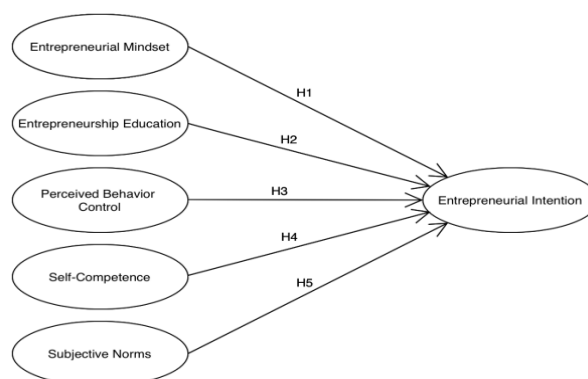 Entrepreneurial Mindset
H1
Entrepreneurship Education
H2
Perceived Behavior
Control
H3
Entrepreneurial Intention
H4
Self-Competence
H5
Subjective Norms